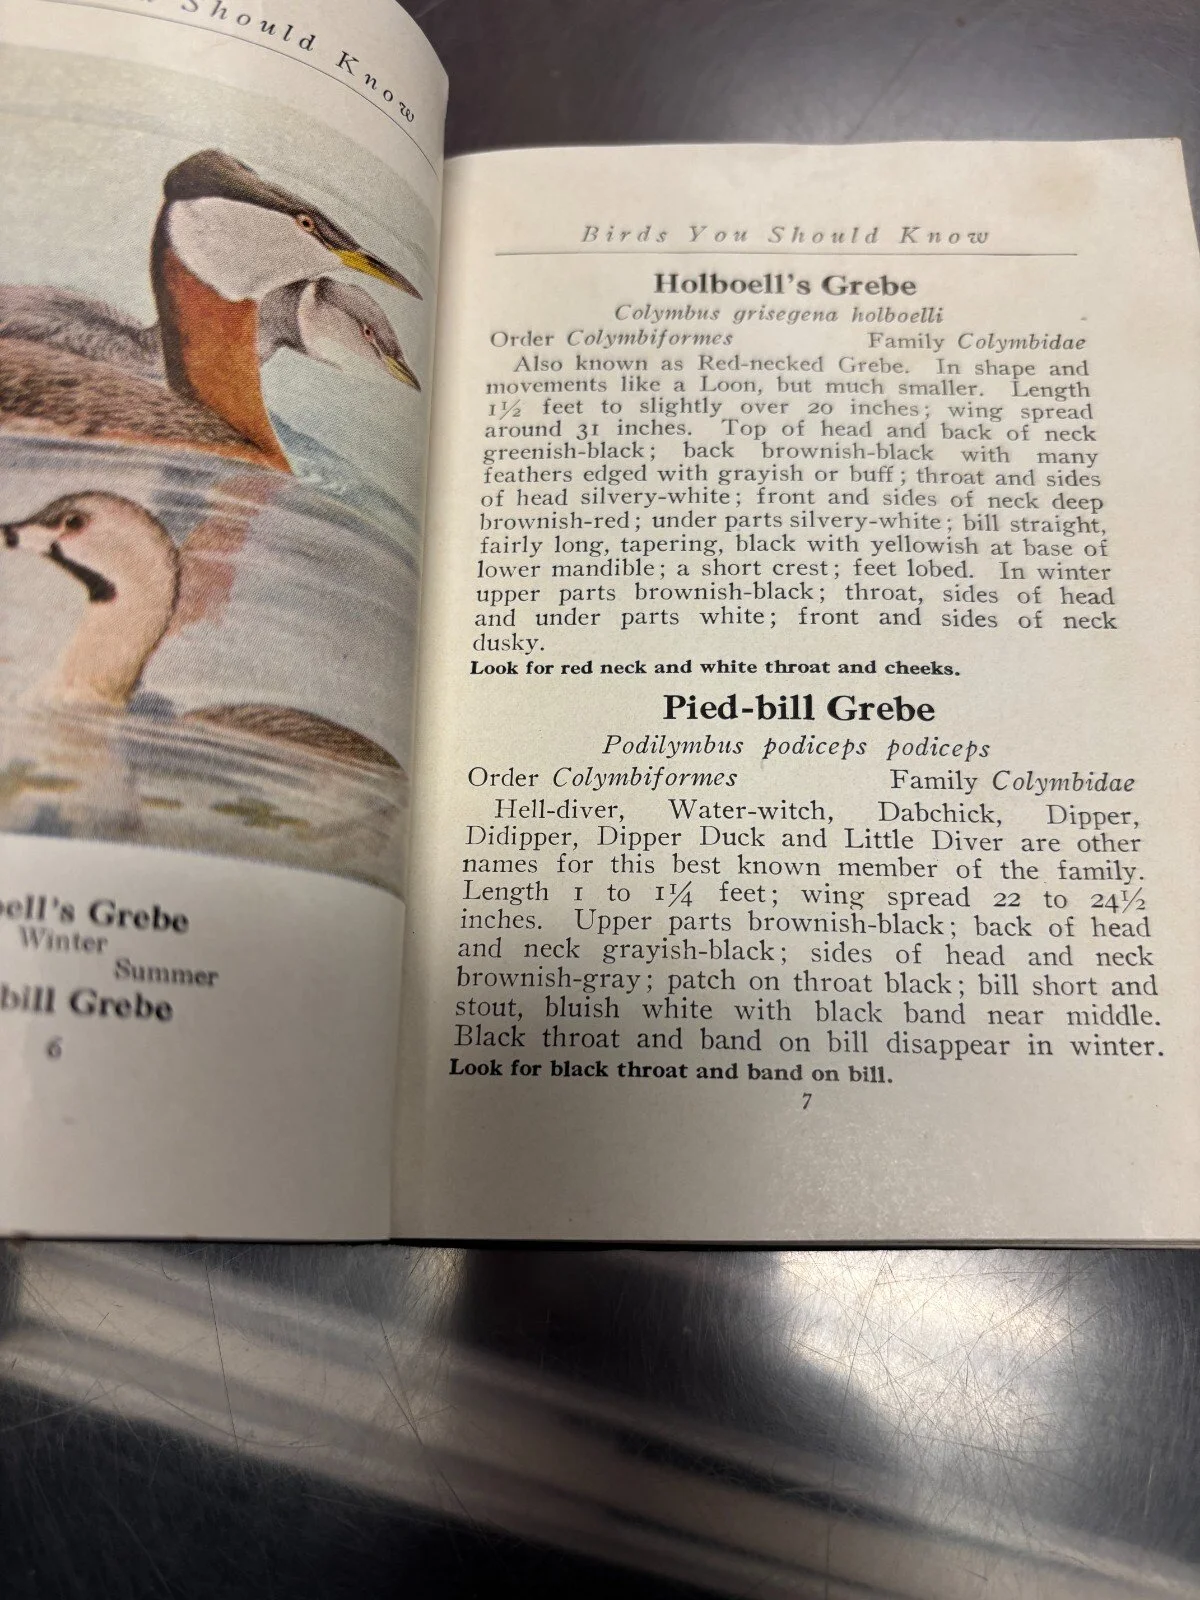 Should Know
Grebe
Winter
Summer
bill Grebe
6
Birds You Should Know
Holboell's Grebe
Colymbus grisegena holboelli
Order Colymbiformes Family Colymbidae
Also known as Red-necked Grebe. In shape and
movements like a Loon, but much smaller. Length
1½ feet to slightly over 20 inches; wing spread
around 31 inches. Top of head and back of neck
greenish-black; back brownish-black with many
feathers edged with grayish or buff; throat and sides
of head silvery-white; front and sides of neck deep
brownish-red; under parts silvery-white; bill straight,
fairly long, tapering, black with yellowish at base of
lower mandible; a short crest; feet lobed. In winter
upper parts brownish-black; throat, sides of head
and under parts white; front and sides of neck
dusky.
Look for red neck and white throat and cheeks.
Pied-bill Grebe
Podilymbus podiceps podiceps
Order Colymbiformes Family Colymbidae
Hell-diver, Water-witch, Dabchick, Dipper,
Didipper, Dipper Duck and Little Diver are other
names for this best known member of the family.
Length 1 to 1¼ feet; wing spread 22 to 24½
inches. Upper parts brownish-black; back of head
and neck grayish-black; sides of head and neck
brownish-gray; patch on throat black; bill short and
stout, bluish white with black band near middle.
Black throat and band on bill disappear in winter.
Look for black throat and band on bill.
7